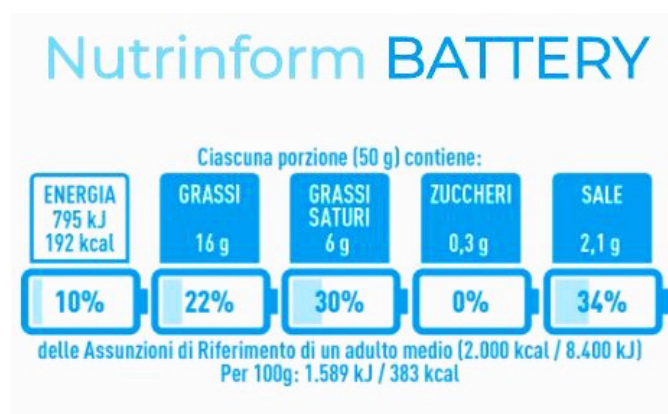 Nutrinform BATTERY
Ciascuna porzione (50 g) contiene:
ENERGIA
795 kJ
192 kcal
GRASSI
16 g
GRASSI
SATURI
6 g
ZUCCHERI
0,3 g
SALE
2,1 g
10%
22%
30%
0%
34%
delle Assunzioni di Riferimento di un adulto medio (2.000 kcal / 8.400 kJ)
Per 100g: 1.589 kJ / 383 kcal